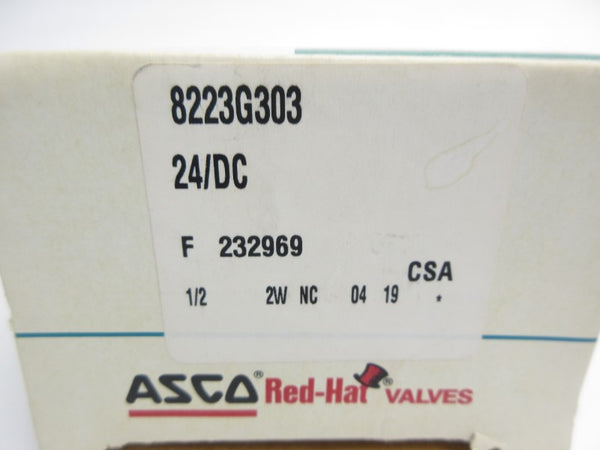 8223G303
24/DC
F 232969
CSA
1/2 2W NC 04 19 *
ASCO® Red-Hat® VALVES